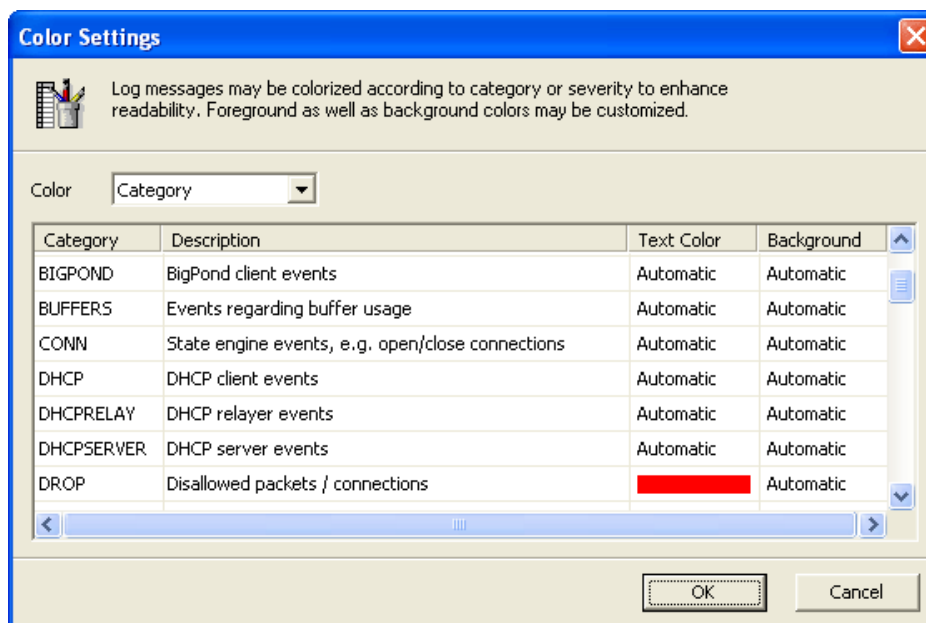 Color Settings
Log messages may be colorized according to category or severity to enhance
readability. Foreground as well as background colors may be customized.
Color Category
Category Description Text Color Background
BIGPOND BigPond client events Automatic Automatic
BUFFERS Events regarding buffer usage Automatic Automatic
CONN State engine events, e.g. open/close connections Automatic Automatic
DHCP DHCP client events Automatic Automatic
DHCPRELAY DHCP relayer events Automatic Automatic
DHCPSERVER DHCP server events Automatic Automatic
DROP Disallowed packets / connections Automatic
OK Cancel